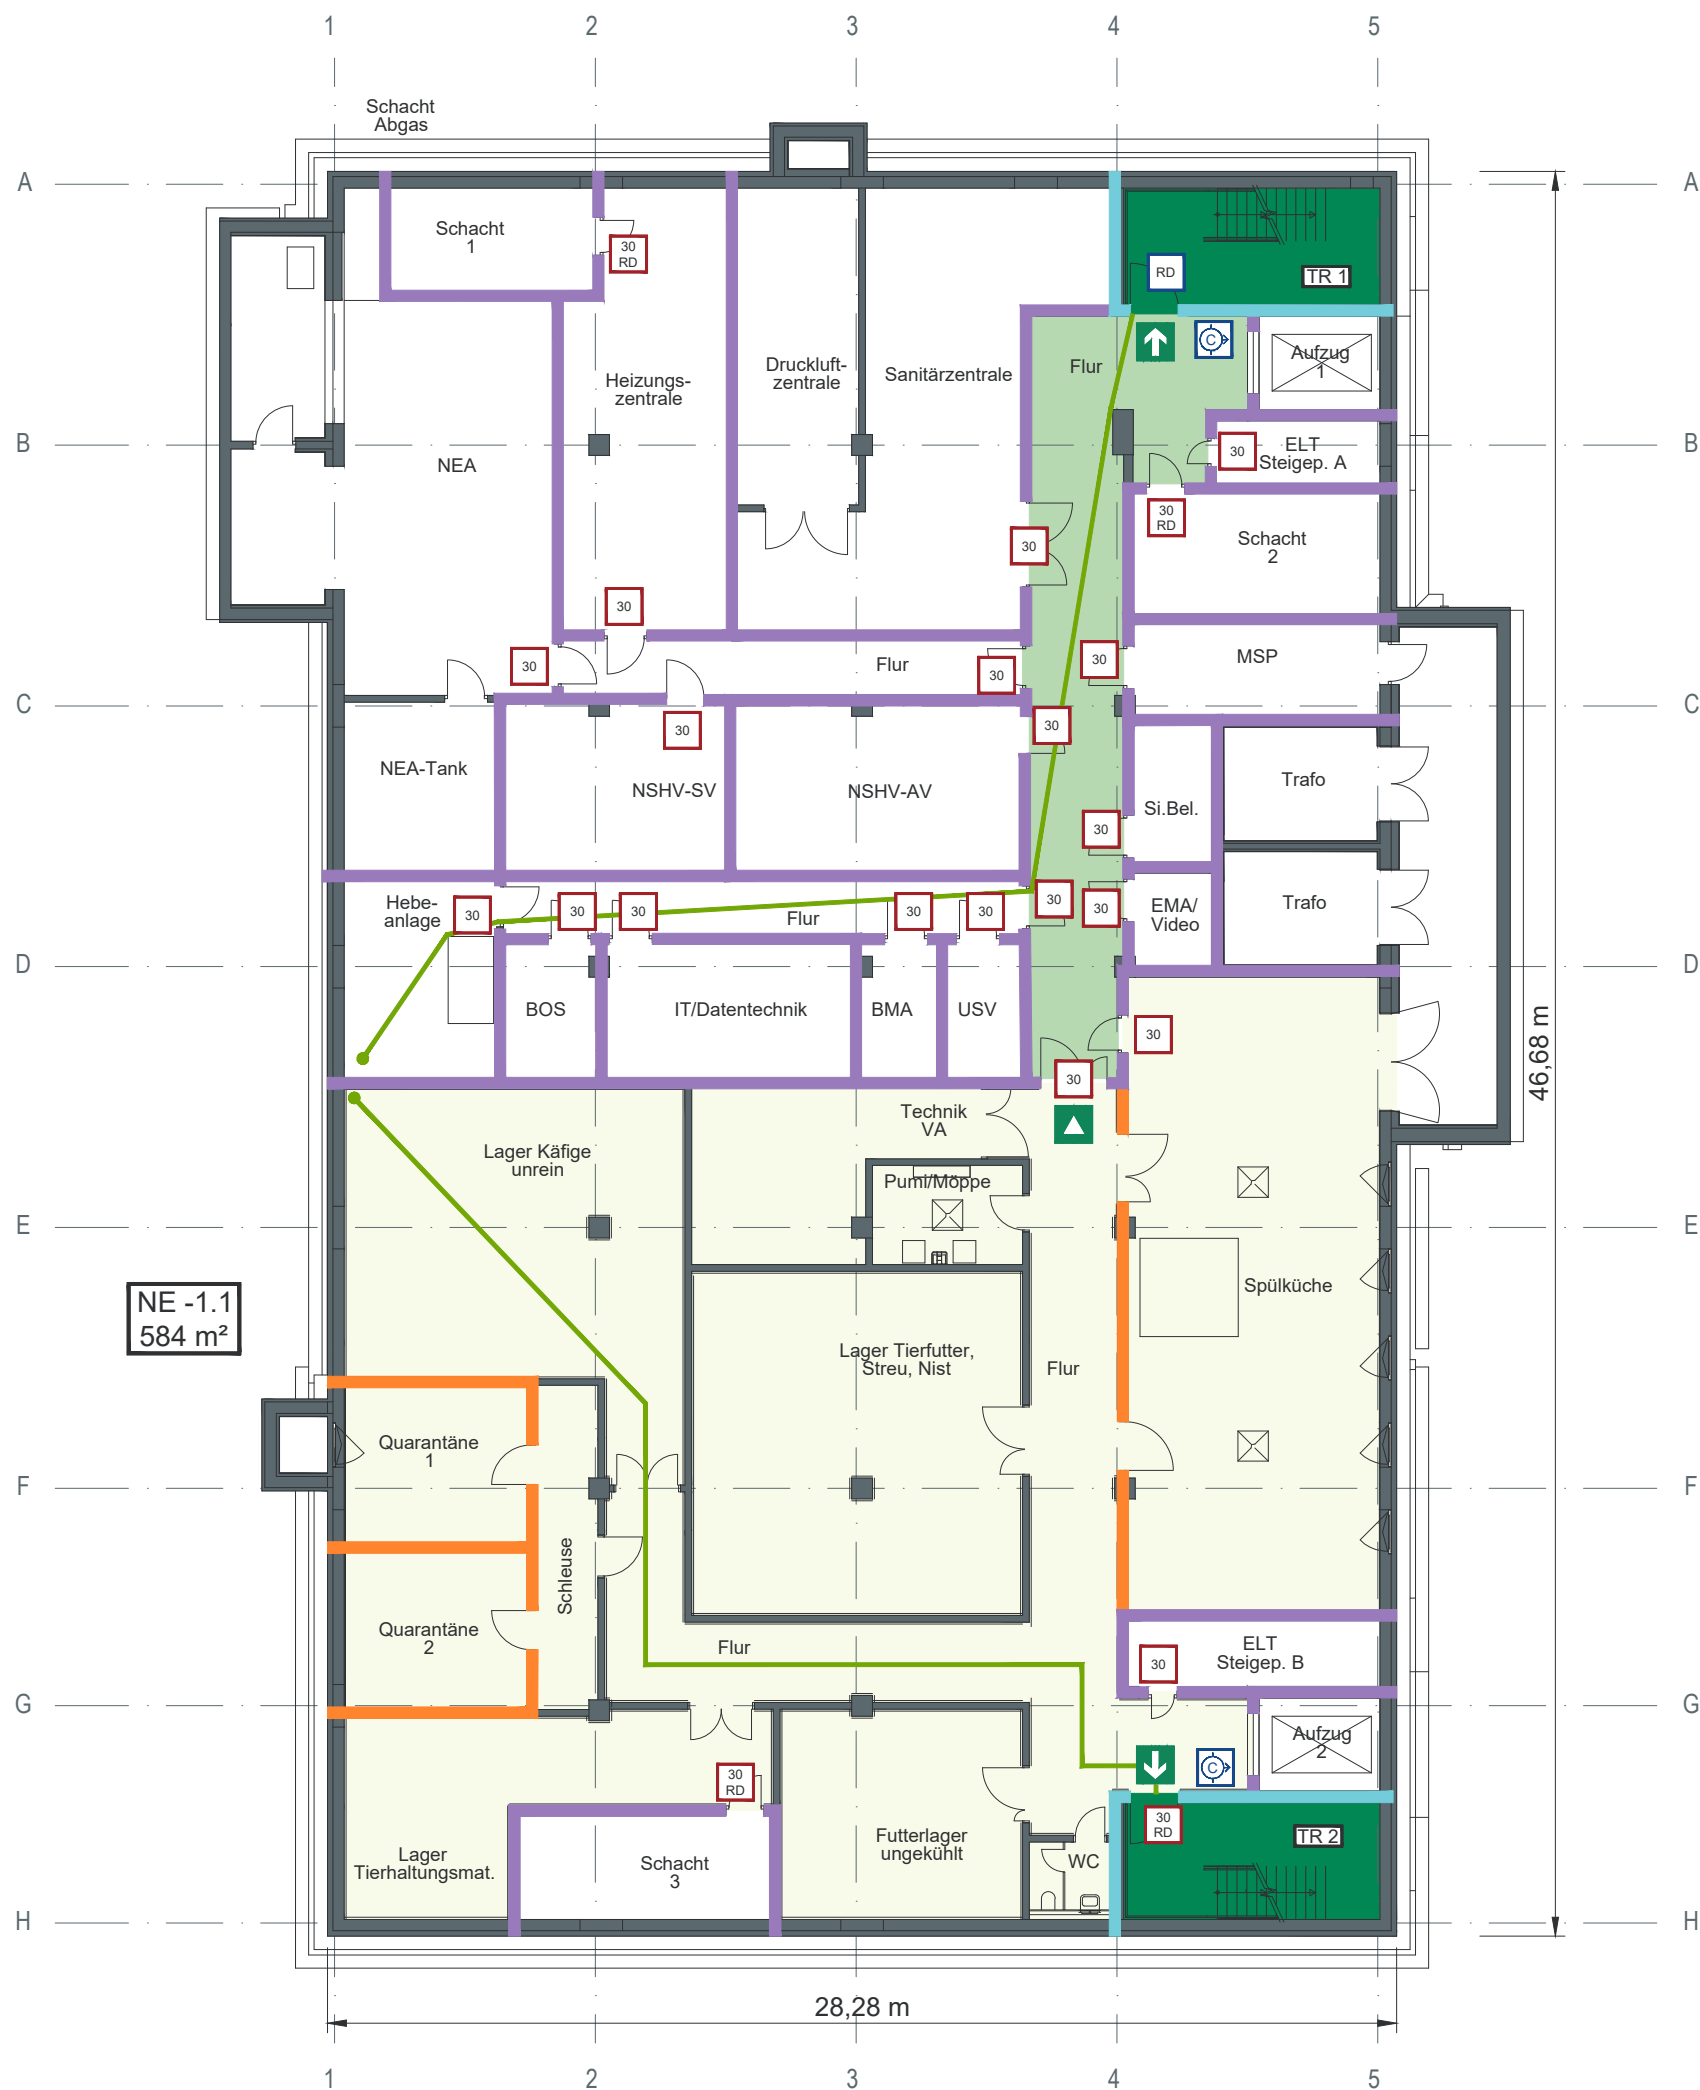 1
2
3
4
5
Schacht
Abgas
A
A
Schacht
1
30
RD
RD
TR 1
C
Aufzug
1
Flur
Druckluft-
zentrale
Sanitärzentrale
Heizungs-
zentrale
B
B
NEA
ELT
Steigep. A
30
30
RD
Schacht
2
30
30
30
Flur
30
30
MSP
C
C
30
30
NEA-Tank
NSHV-SV
NSHV-AV
Si.Bel.
Trafo
30
Hebe-
anlage
30
30
30
Flur
30
30
30
30
EMA/
Video
Trafo
D
D
BOS
IT/Datentechnik
BMA
USV
30
30
46,68 m
Technik
VA
Lager Käfige
unrein
Pumi/Möppe
E
E
NE -1.1
584 m²
Spülküche
Lager Tierfutter,
Streu, Nist
Flur
Quarantäne
1
F
F
Schleuse
Quarantäne
2
Flur
ELT
Steigep. B
30
G
G
Aufzug
2
C
30
RD
30
RD
TR 2
Futterlager
ungekühlt
WC
Lager
Tierhaltungsmat.
Schacht
3
H
H
28,28 m
1
2
3
4
5